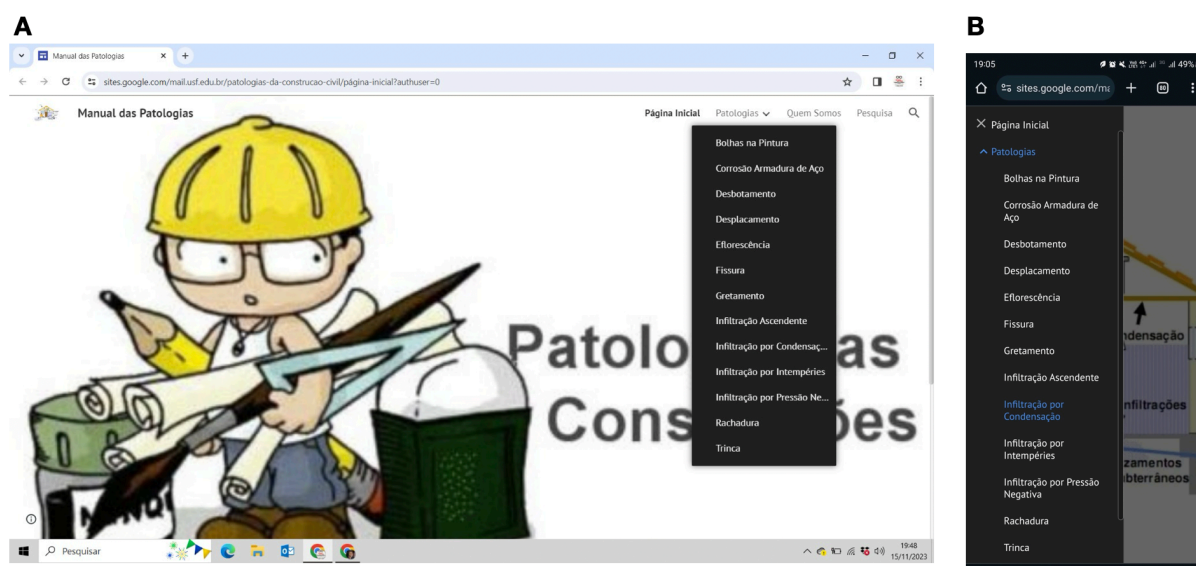 A
Manual das Patologias
sites.google.com/mail.usf.edu.br/patologias-da-construcao-civil/página-inicial?authuser=0
Manual das Patologias
Página Inicial Patologias Quem Somos Pesquisa
Bolhas na Pintura
Corrosão Armadura de Aço
Desbotamento
Desplacamento
Eflorescência
Fissura
Gretamento
Infiltração Ascendente
Infiltração por Condensaç...
Infiltração por Intempéries
Infiltração por Pressão Ne...
Rachadura
Trinca
Patolo as
Cons ões
Pesquisar
19:48
15/11/2023
B
19:05
49%
sites.google.com/ma
80
Página Inicial
Patologias
Bolhas na Pintura
Corrosão Armadura de
Aço
Desbotamento
Desplacamento
Eflorescência
Fissura
Gretamento
Infiltração Ascendente
Infiltração por
Condensação
Infiltração por
Intempéries
Infiltração por Pressão
Negativa
Rachadura
Trinca
ndensação
nfiltrações
zamentos
bterrâneos